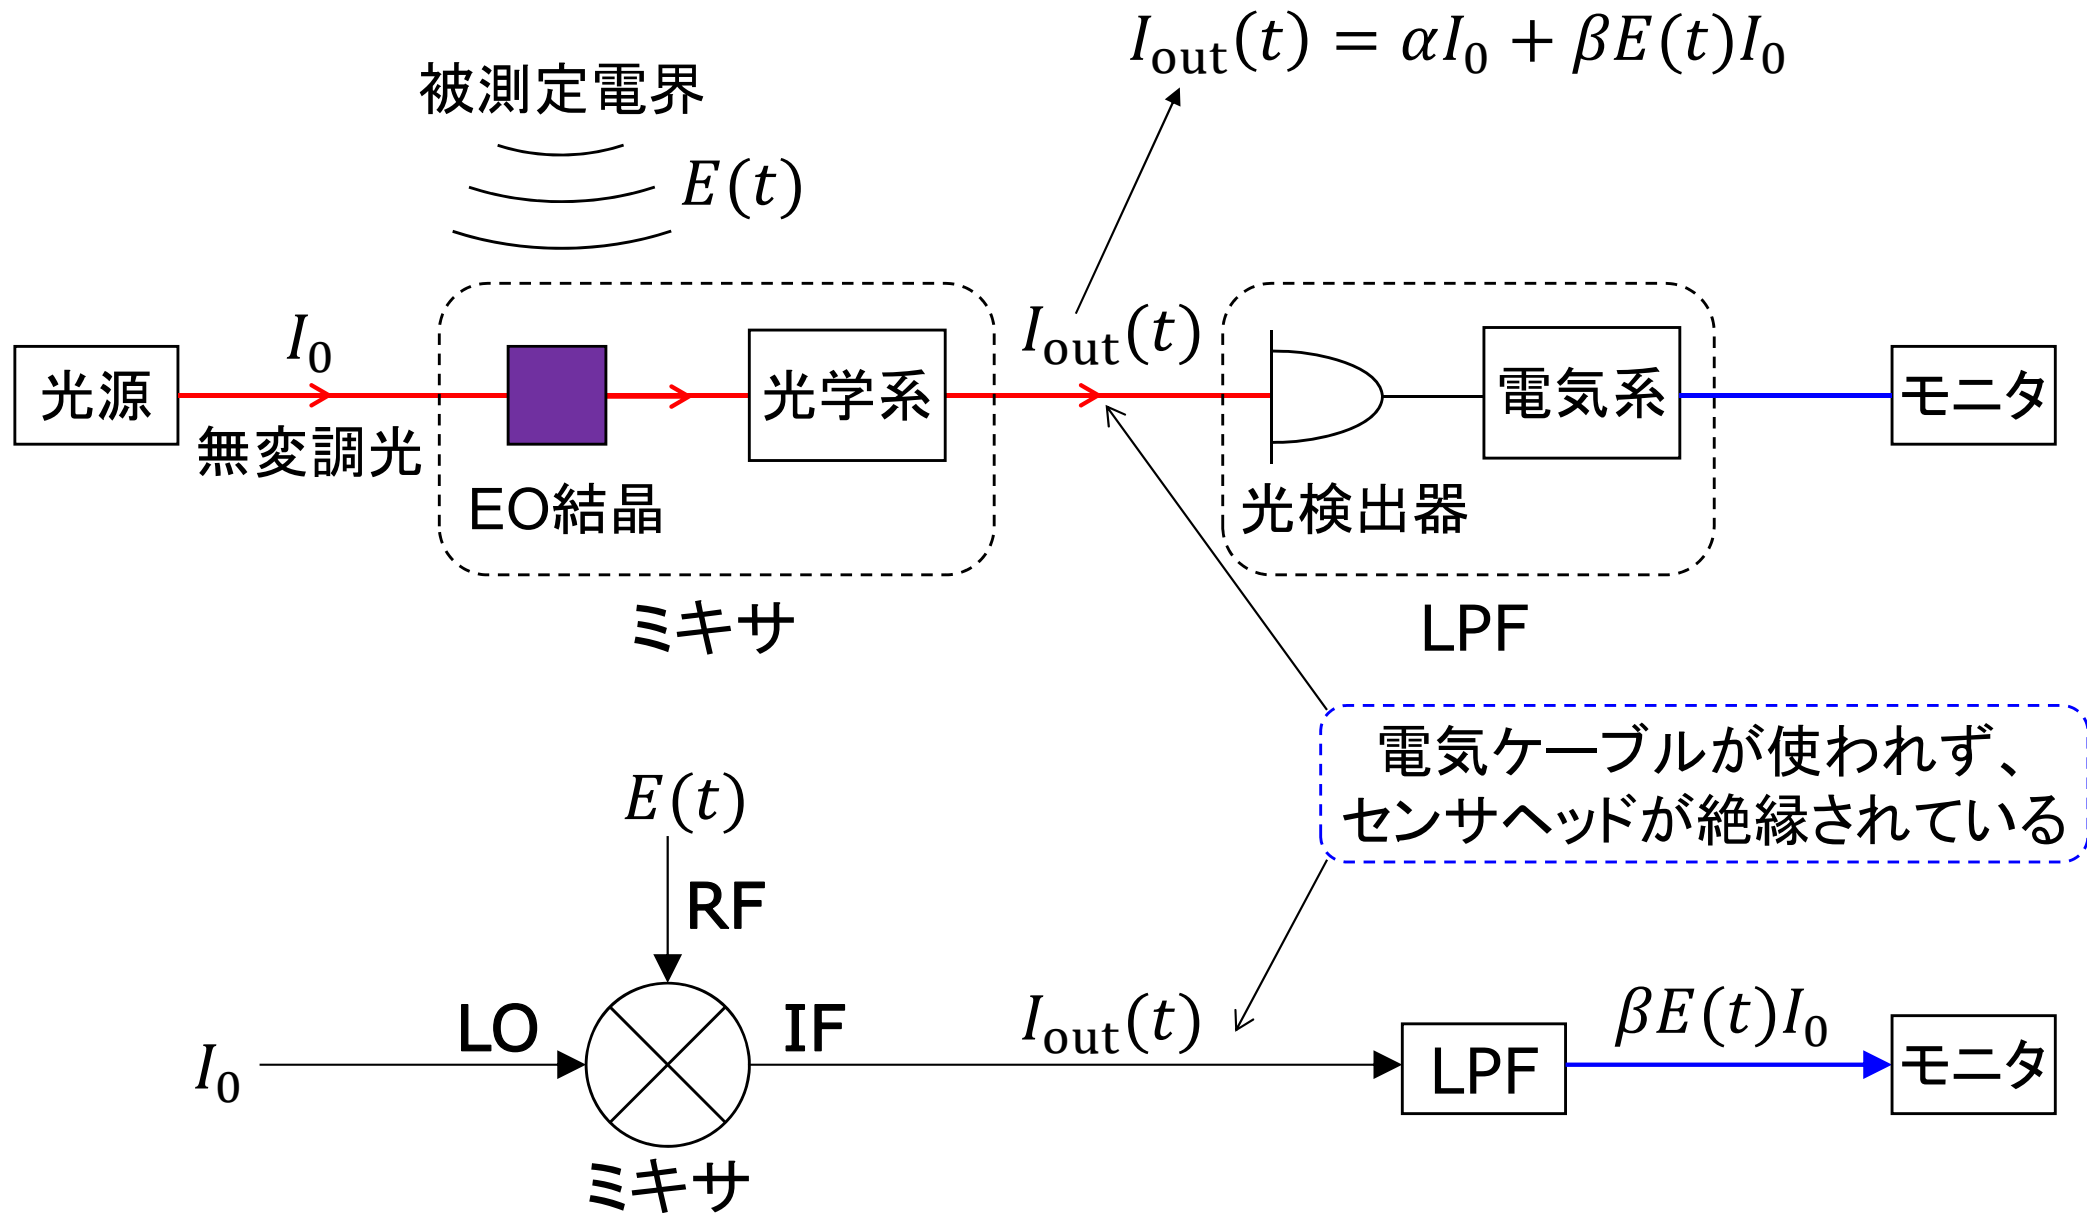 I_out(t) = αI_0 + βE(t)I_0
被測定電界
E(t)
I_0
I_out(t)
光源
光学系
電気系
モニタ
無変調光
EO結晶
光検出器
ミキサ
LPF
電気ケーブルが使われず、
センサヘッドが絶縁されている
E(t)
RF
LO
IF
I_out(t)
βE(t)I_0
I_0
LPF
モニタ
ミキサ